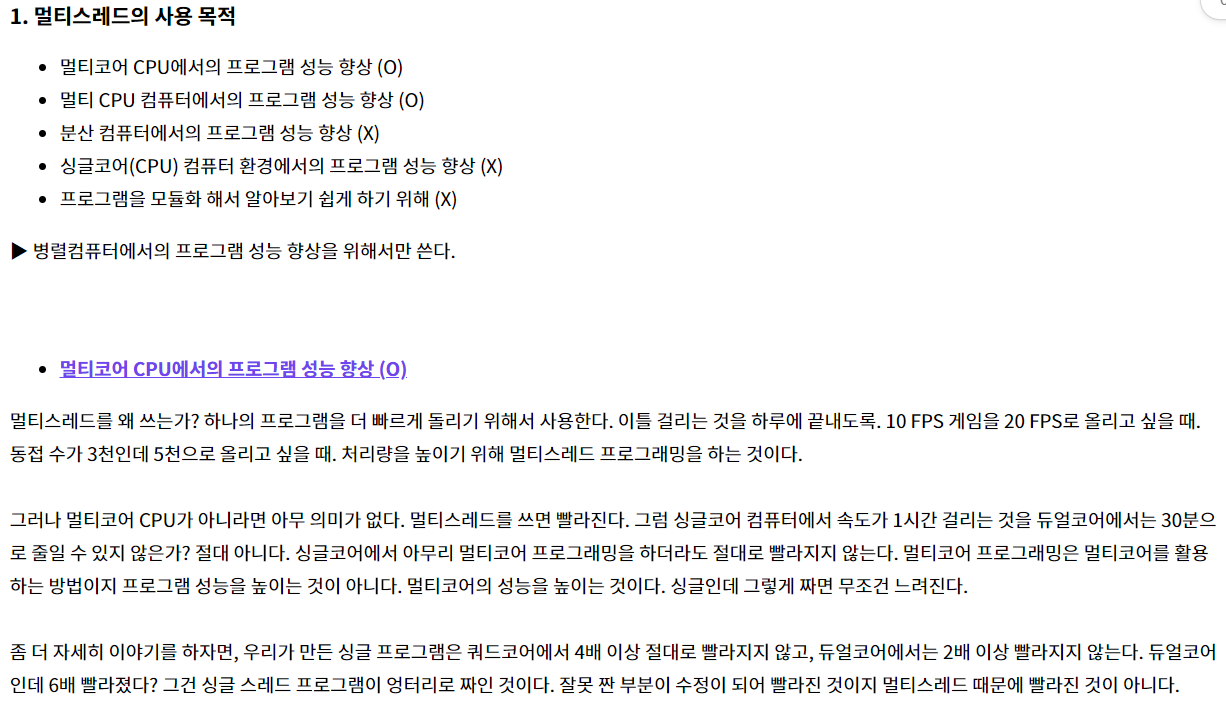 1. 멀티스레드의 사용 목적
멀티코어 CPU에서의 프로그램 성능 향상 (O)
멀티 CPU 컴퓨터에서의 프로그램 성능 향상 (O)
분산 컴퓨터에서의 프로그램 성능 향상 (X)
싱글코어(CPU) 컴퓨터 환경에서의 프로그램 성능 향상 (X)
프로그램을 모듈화 해서 알아보기 쉽게 하기 위해 (X)
▶ 병렬컴퓨터에서의 프로그램 성능 향상을 위해서만 쓴다.
멀티코어 CPU에서의 프로그램 성능 향상 (O)
멀티스레드를 왜 쓰는가? 하나의 프로그램을 더 빠르게 돌리기 위해서 사용한다. 이틀 걸리는 것을 하루에 끝내도록. 10 FPS 게임을 20 FPS로 올리고 싶을 때.
동접 수가 3천인데 5천으로 올리고 싶을 때. 처리량을 높이기 위해 멀티스레드 프로그래밍을 하는 것이다.
그러나 멀티코어 CPU가 아니라면 아무 의미가 없다. 멀티스레드를 쓰면 빨라진다. 그럼 싱글코어 컴퓨터에서 속도가 1시간 걸리는 것을 듀얼코어에서는 30분으
로 줄일 수 있지 않은가? 절대 아니다. 싱글코어에서 아무리 멀티코어 프로그래밍을 하더라도 절대로 빨라지지 않는다. 멀티코어 프로그래밍은 멀티코어를 활용
하는 방법이지 프로그램 성능을 높이는 것이 아니다. 멀티코어의 성능을 높이는 것이다. 싱글인데 그렇게 짜면 무조건 느려진다.
좀 더 자세히 이야기를 하자면, 우리가 만든 싱글 프로그램은 쿼드코어에서 4배 이상 절대로 빨라지지 않고, 듀얼코어에서는 2배 이상 빨라지지 않는다. 듀얼코어
인데 6배 빨라졌다? 그건 싱글 스레드 프로그램이 엉터리로 짜인 것이다. 잘못 짠 부분이 수정이 되어 빨라진 것이지 멀티스레드 때문에 빨라진 것이 아니다.